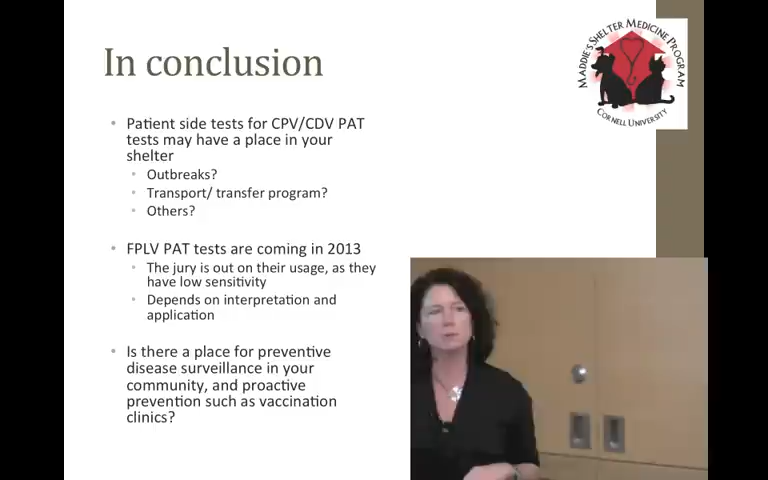 In conclusion
MADDIE'S SHELTER MEDICINE PROGRAM
CORNELL UNIVERSITY
• Patient side tests for CPV/CDV PAT
tests may have a place in your
shelter
• Outbreaks?
• Transport/ transfer program?
• Others?
• FPLV PAT tests are coming in 2013
• The jury is out on their usage, as they
have low sensitivity
• Depends on interpretation and
application
• Is there a place for preventive
disease surveillance in your
community, and proactive
prevention such as vaccination
clinics?